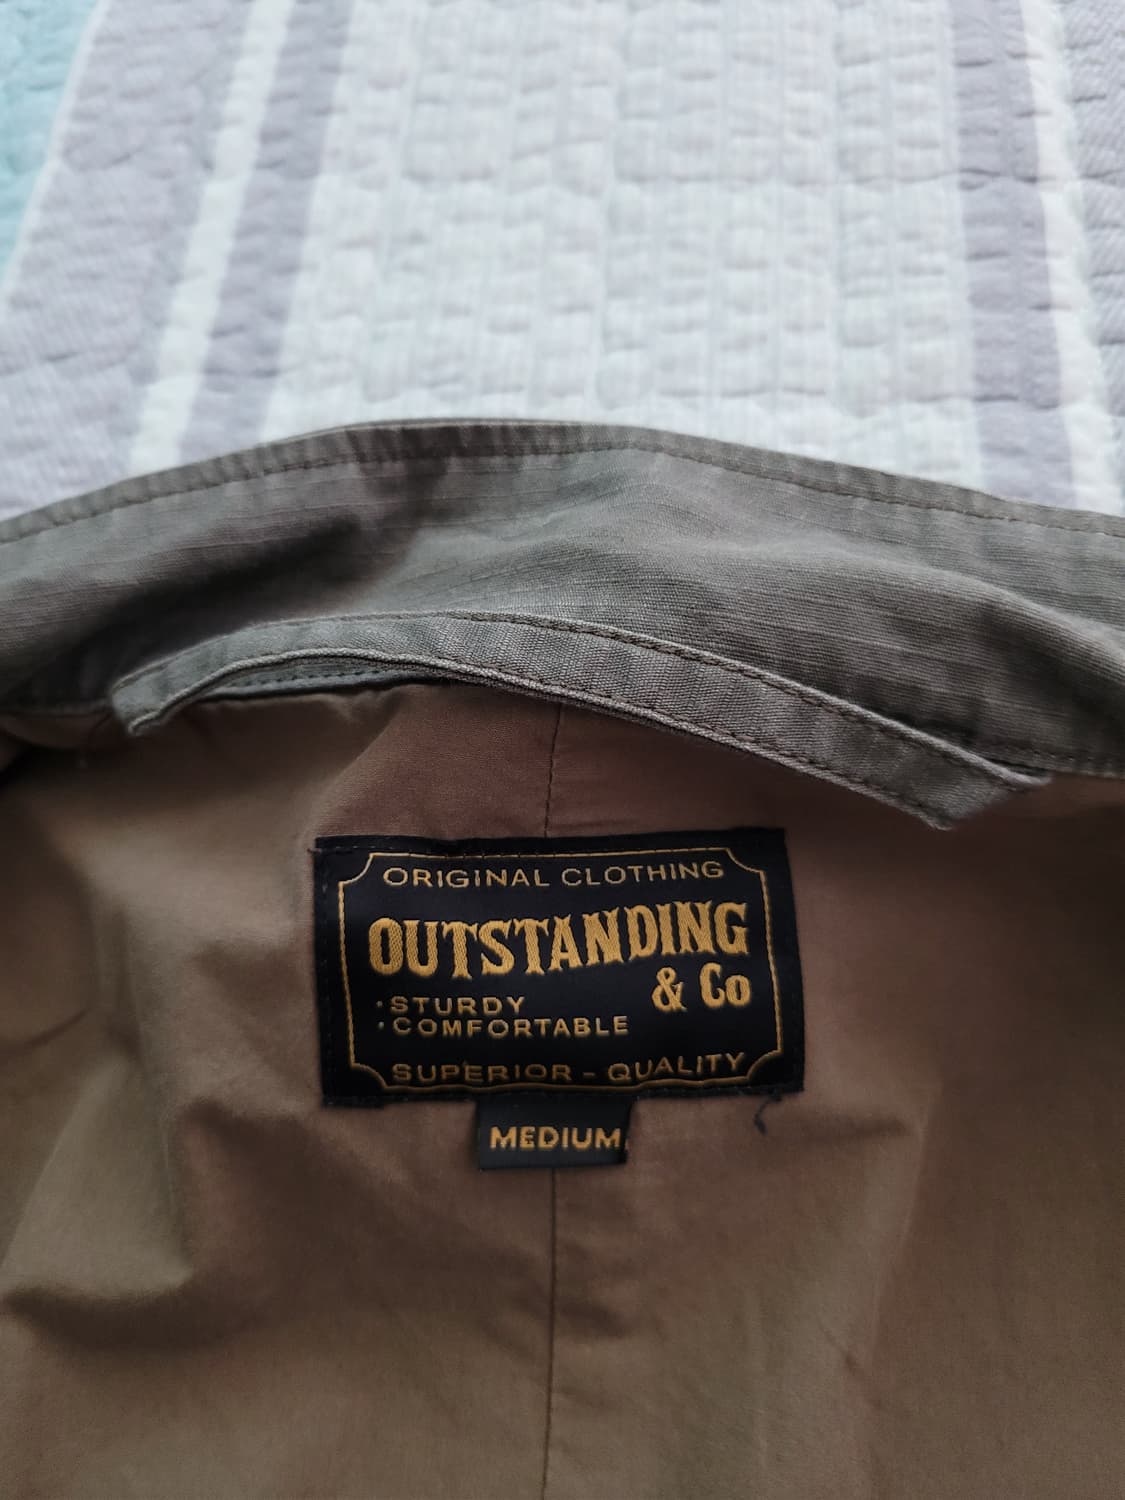 ORIGINAL CLOTHING
OUTSTANDING
& Co
·STURDY
·COMFORTABLE
SUPERIOR - QUALITY
MEDIUM